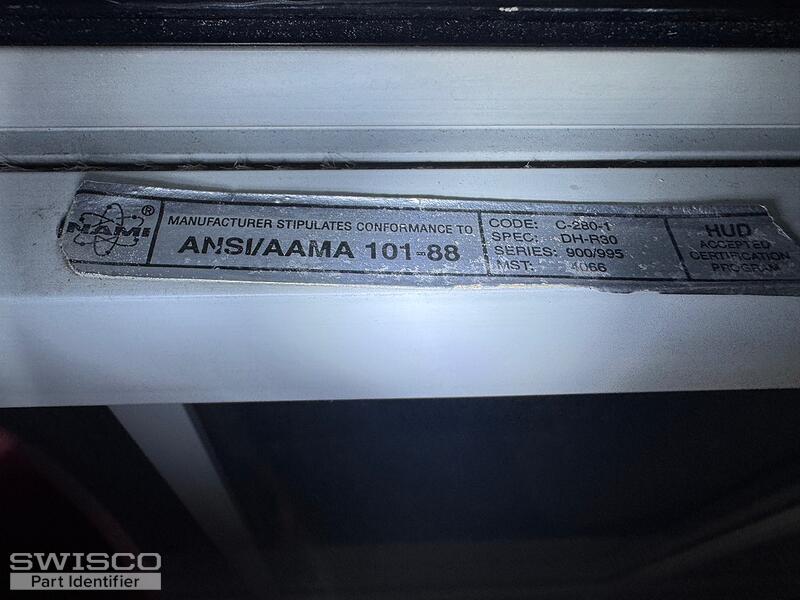 NAMI ®
MANUFACTURER STIPULATES CONFORMANCE TO
ANSI/AAMA 101-88
CODE: C-280-1
SPEC: DH-R30
SERIES: 900/995
MST: 4066
HUD
ACCEPTED
CERTIFICATION
PROGRAM
SWISCO
Part Identifier